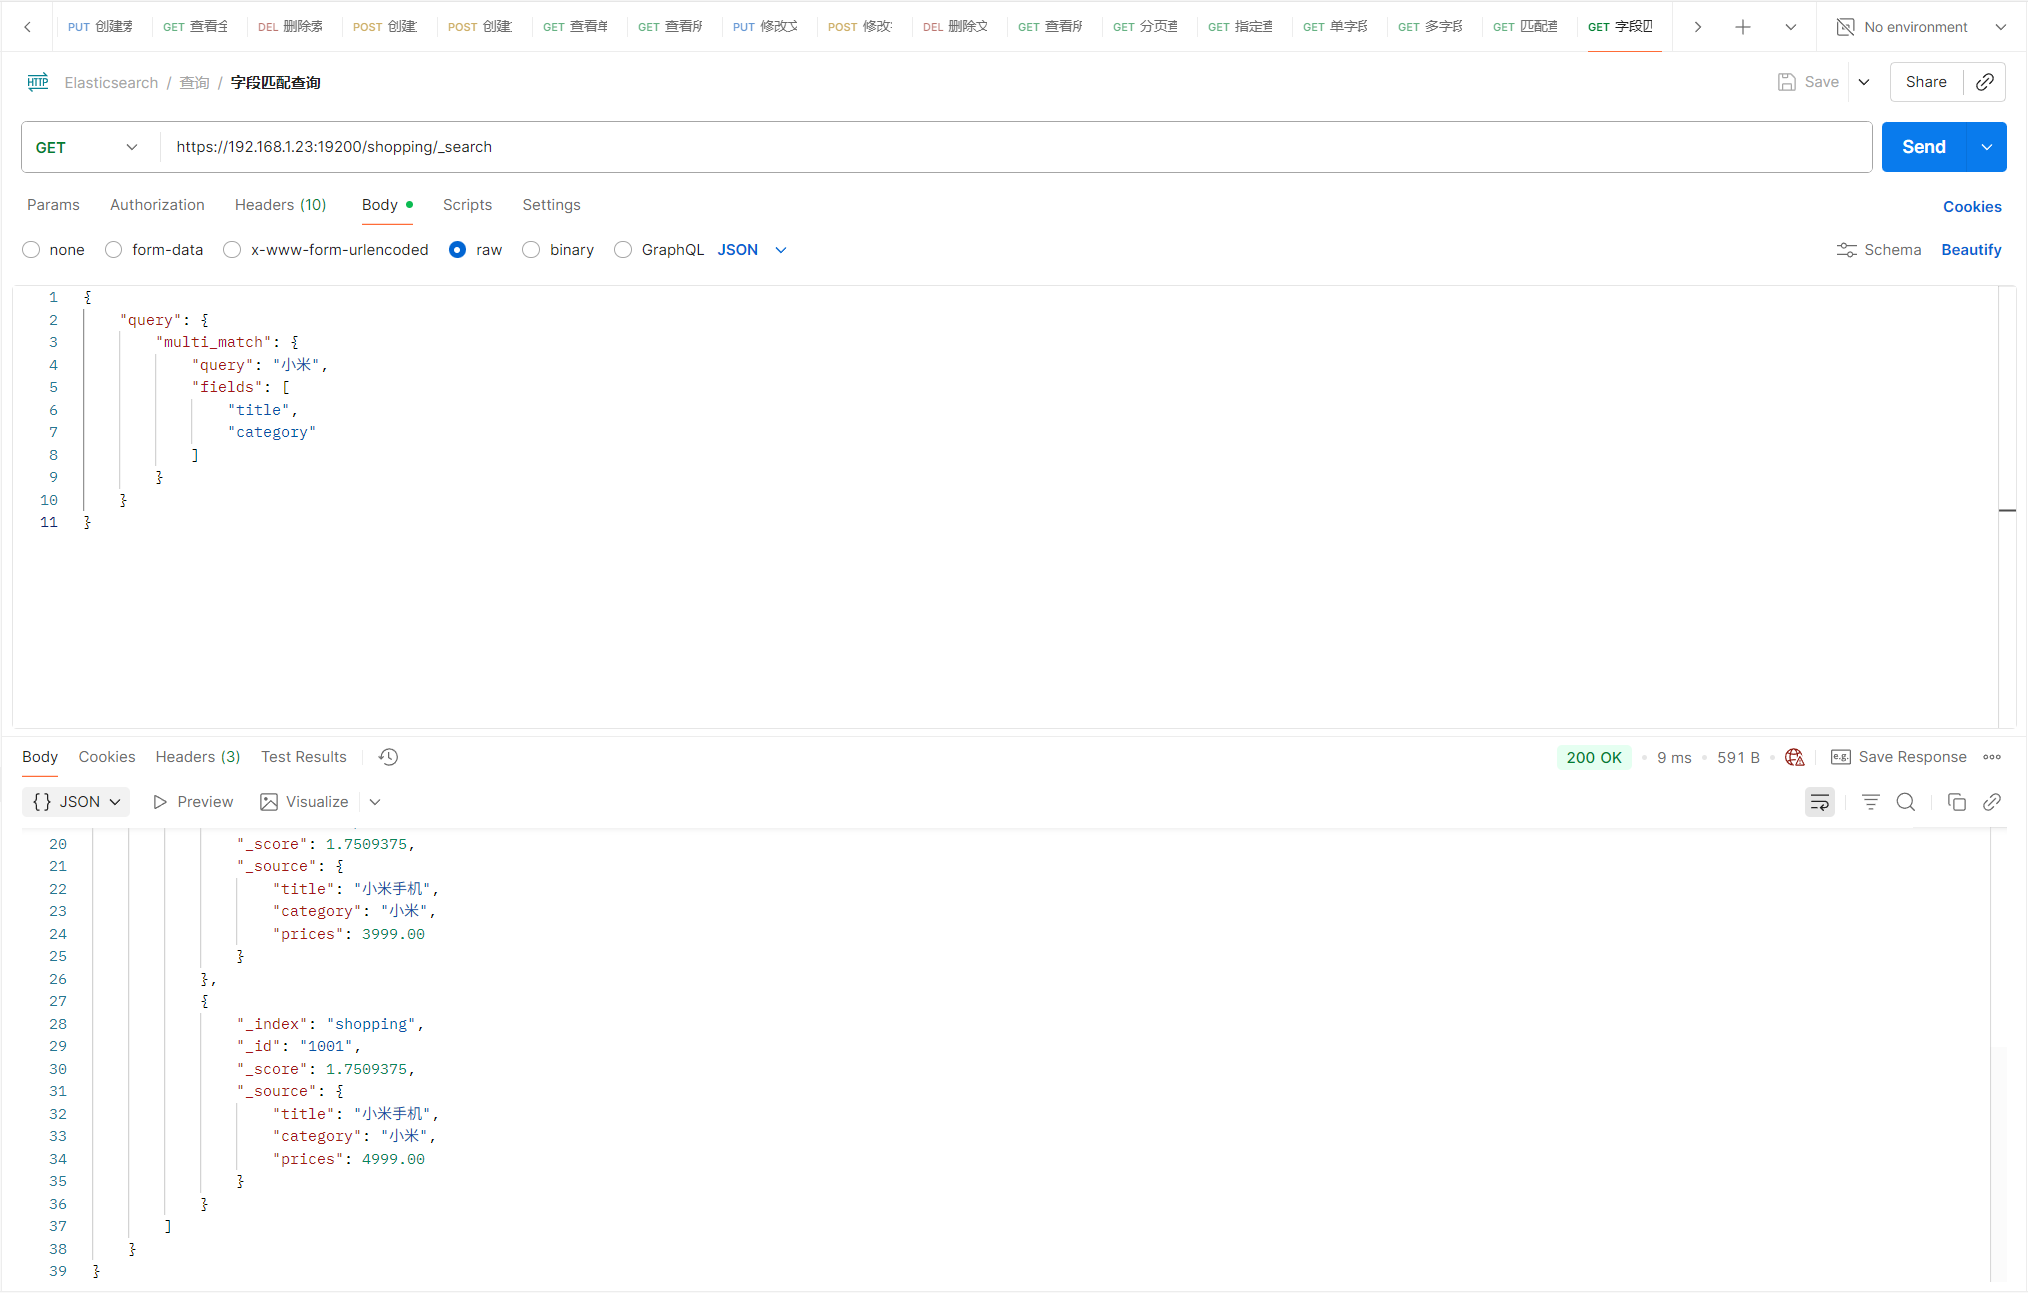 PUT 创建索 GET 查看全 DEL 删除索 POST 创建 POST 创建 GET 查看单 GET 查看所 PUT 修改文 POST 修改 DEL 删除文 GET 查看所 GET 分页查 GET 指定查 GET 单字段 GET 多字段 GET 匹配查 GET 字段匹 No environment
HTTP Elasticsearch / 查询 / 字段匹配查询 Save Share
GET https://192.168.1.23:19200/shopping/_search Send
Params Authorization Headers (10) Body Scripts Settings Cookies
none form-data x-www-form-urlencoded raw binary GraphQL JSON Schema Beautify
1 {
2 "query": {
3 "multi_match": {
4 "query": "小米",
5 "fields": [
6 "title",
7 "category"
8 ]
9 }
10 }
11 }
Body Cookies Headers (3) Test Results 200 OK • 9 ms • 591 B • e.g. Save Response
{} JSON Preview Visualize
20 "_score": 1.7509375,
21 "_source": {
22 "title": "小米手机",
23 "category": "小米",
24 "prices": 3999.00
25 }
26 },
27 {
28 "_index": "shopping",
29 "_id": "1001",
30 "_score": 1.7509375,
31 "_source": {
32 "title": "小米手机",
33 "category": "小米",
34 "prices": 4999.00
35 }
36 }
37 ]
38 }
39 }